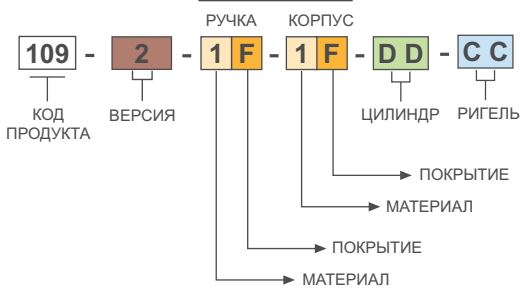 РУЧКА КОРПУС
109 - 2 - 1 F - 1 F - D D - C C
КОД ПРОДУКТА ВЕРСИЯ ЦИЛИНДР РИГЕЛЬ
ПОКРЫТИЕ
МАТЕРИАЛ
ПОКРЫТИЕ
МАТЕРИАЛ